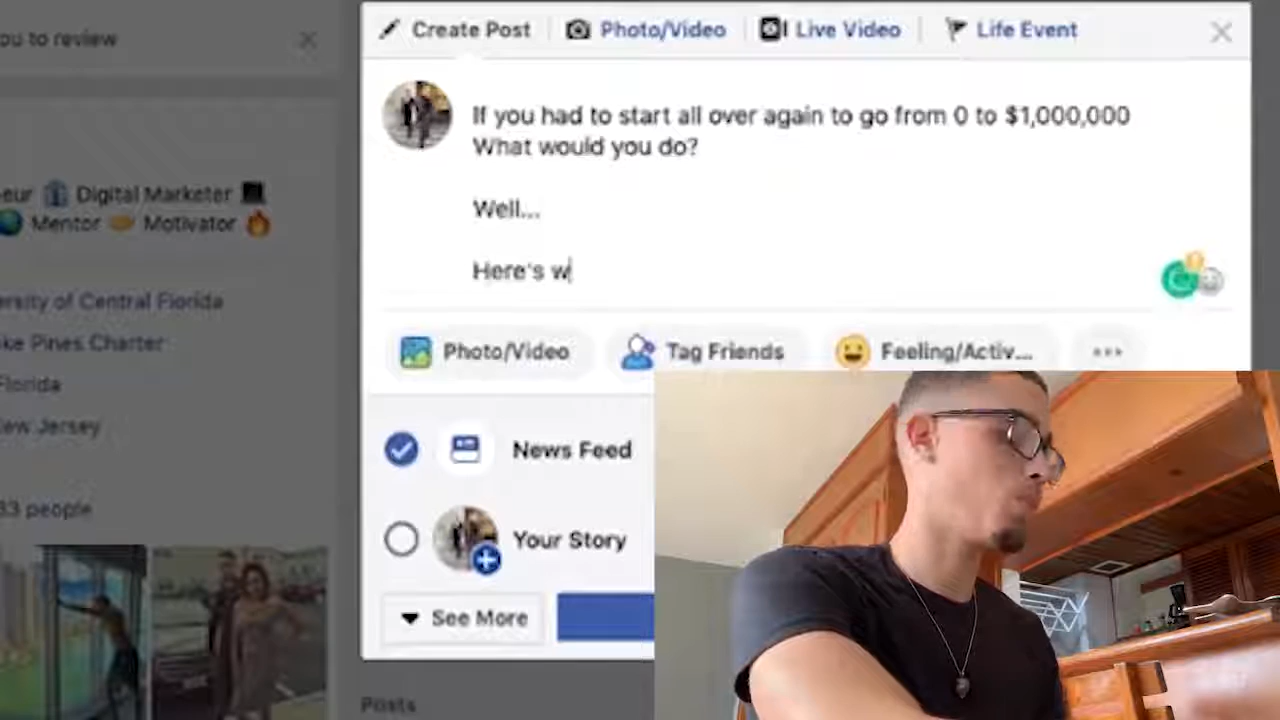 ou to review
Create Post
Photo/Video
Live Video
Life Event
If you had to start all over again to go from 0 to $1,000,000
What would you do?
Well...
Here's w
eur Digital Marketer
Mentor Motivator
ersity of Central Florida
ke Pines Charter
Florida
ew Jersey
33 people
Photo/Video
Tag Friends
Feeling/Activ...
News Feed
Your Story
See More
Posts